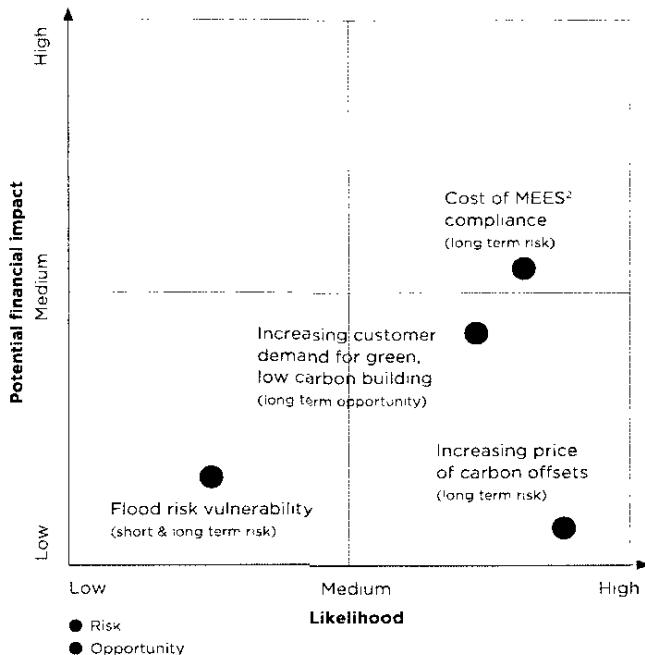 High
Cost of MEES²
compliance
(long term risk)
Potential financial impact
Medium
Increasing customer
demand for green,
low carbon building
(long term opportunity)
Increasing price
of carbon offsets
(long term risk)
Flood risk vulnerability
(short & long term risk)
Low
Low
Medium
High
Likelihood
Risk
Opportunity